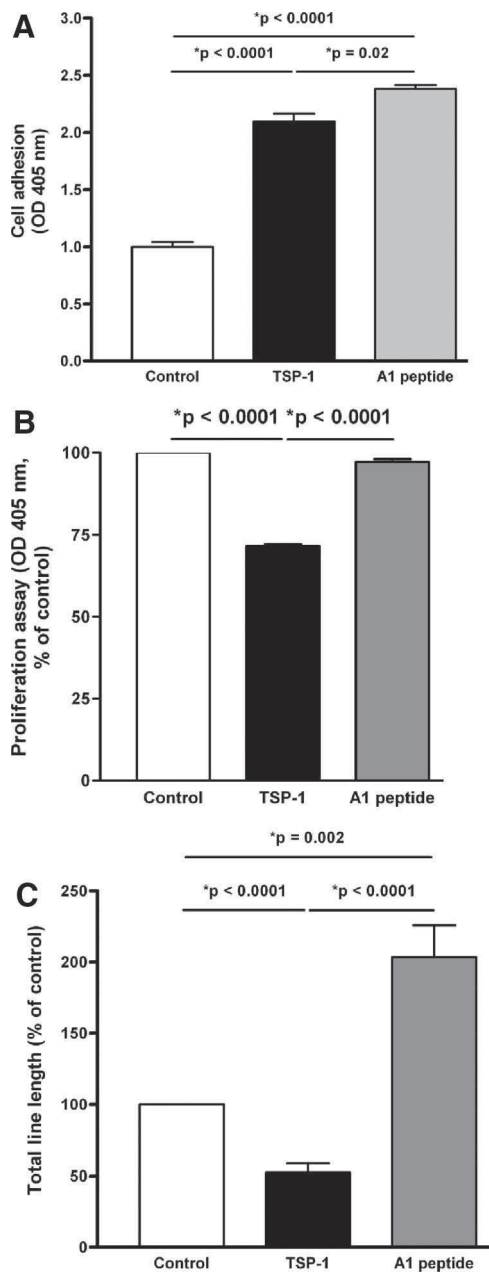 A
*p < 0.0001
*p < 0.0001 *p = 0.02
Cell adhesion
(OD 405 nm)
3.0
2.5
2.0
1.5
1.0
0.5
0.0
Control TSP-1 A1 peptide
B
*p < 0.0001 *p < 0.0001
Proliferation assay (OD 405 nm,
% of control)
100
75
50
25
0
Control TSP-1 A1 peptide
*p = 0.002
C
*p < 0.0001 *p < 0.0001
Total line length (% of control)
250
200
150
100
50
0
Control TSP-1 A1 peptide